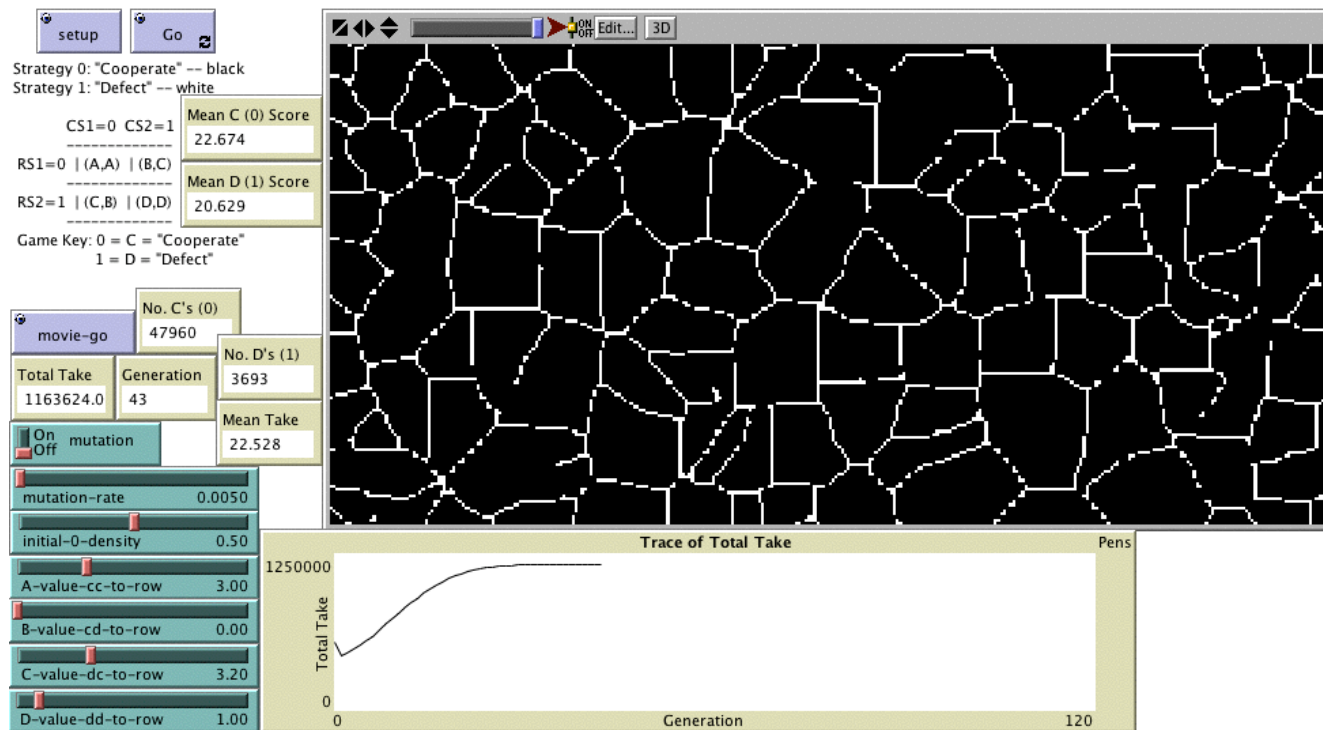 setup
Go
ON
OFF
Edit...
3D
Strategy 0: "Cooperate" -- black
Strategy 1: "Defect" -- white
CS1=0 CS2=1
-------------
RS1=0 | (A,A) | (B,C)
-------------
RS2=1 | (C,B) | (D,D)
-------------
Game Key: 0 = C = "Cooperate"
1 = D = "Defect"
Mean C (0) Score
22.674
Mean D (1) Score
20.629
movie-go
No. C's (0)
47960
No. D's (1)
3693
Total Take
1163624.0
Generation
43
Mean Take
22.528
On
Off
mutation
mutation-rate 0.0050
initial-0-density 0.50
A-value-cc-to-row 3.00
B-value-cd-to-row 0.00
C-value-dc-to-row 3.20
D-value-dd-to-row 1.00
Trace of Total Take
Pens
1250000
Total Take
0
0
Generation
120